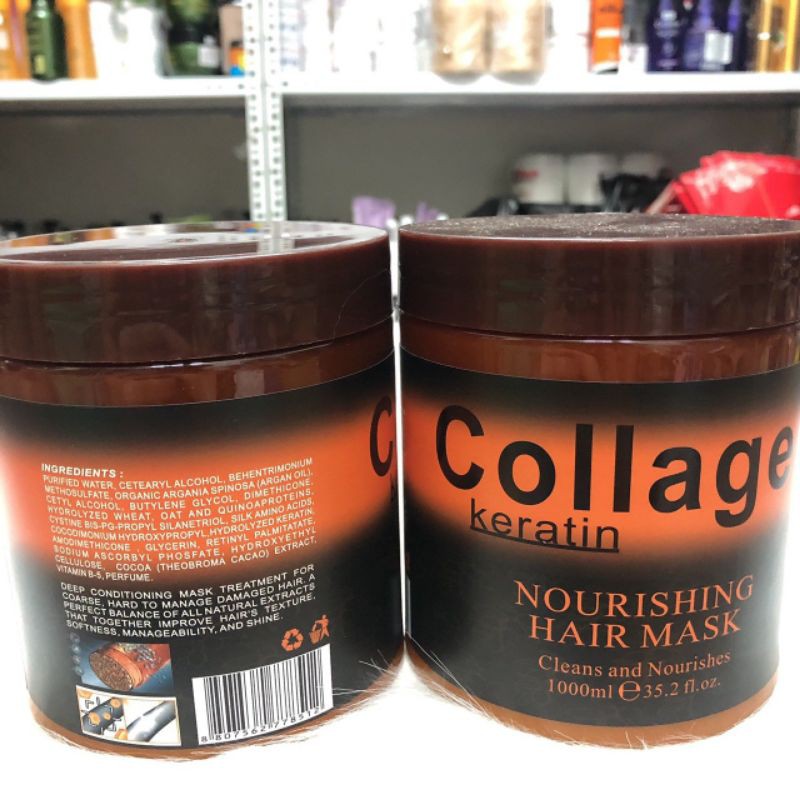 INGREDIENTS :
PURIFIED WATER, CETEARYL ALCOHOL, BEHENTRIMONIUM
METHOSULFATE, ORGANIC ARGANIA SPINOSA (ARGAN OIL),
CETYL ALCOHOL, BUTYLENE GLYCOL, DIMETHICONE,
HYDROLYZED WHEAT, OAT AND QUINOAPROTEINS,
CYSTINE BIS-PG-PROPYL SILANETRIOL, SILK AMINO ACIDS,
COCODIMONIUM HYDROXYPROPYL,HYDROLYZED KERATIN,
AMODIMETHICONE , GLYCERIN, RETINYL PALMITATE,
SODIUM ASCORBYL PHOSFATE, HYDROXYETHYL
CELLULOSE, COCOA (THEOBROMA CACAO) EXTRACT,
VITAMIN B-5, PERFUME.
DEEP CONDITIONING MASK TREATMENT FOR
COARSE, HARD TO MANAGE DAMAGED HAIR. A
PERFECT BALANCE OF ALL NATURAL EXTRACTS
THAT TOGETHER IMPROVE HAIR'S TEXTURE,
SOFTNESS, MANAGEABILITY, AND SHINE.
8 807562 778512
C
Collage
keratin
NOURISHING
HAIR MASK
Cleans and Nourishes
1000ml ℮35.2 fl.oz.